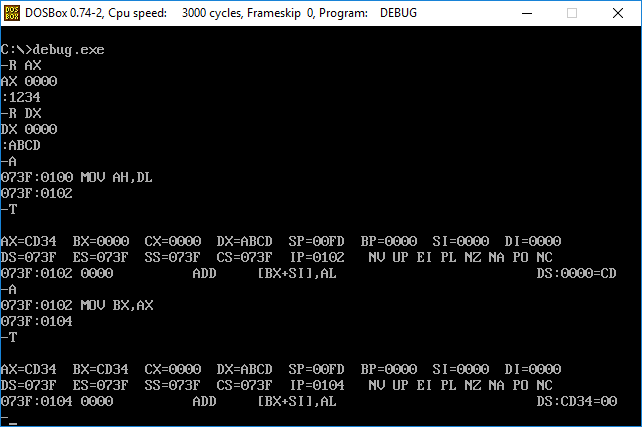 DOSBox 0.74-2, Cpu speed:    3000 cycles, Frameskip  0, Program:    DEBUG
C:\>debug.exe
-R AX
AX 0000
:1234
-R DX
DX 0000
:ABCD
-A
073F:0100 MOV AH,DL
073F:0102
-T
AX=CD34  BX=0000  CX=0000  DX=ABCD  SP=00FD  BP=0000  SI=0000  DI=0000
DS=073F  ES=073F  SS=073F  CS=073F  IP=0102   NV UP EI PL NZ NA PO NC
073F:0102 0000          ADD     [BX+SI],AL                         DS:0000=CD
-A
073F:0102 MOV BX,AX
073F:0104
-T
AX=CD34  BX=CD34  CX=0000  DX=ABCD  SP=00FD  BP=0000  SI=0000  DI=0000
DS=073F  ES=073F  SS=073F  CS=073F  IP=0104   NV UP EI PL NZ NA PO NC
073F:0104 0000          ADD     [BX+SI],AL                         DS:CD34=00
-_